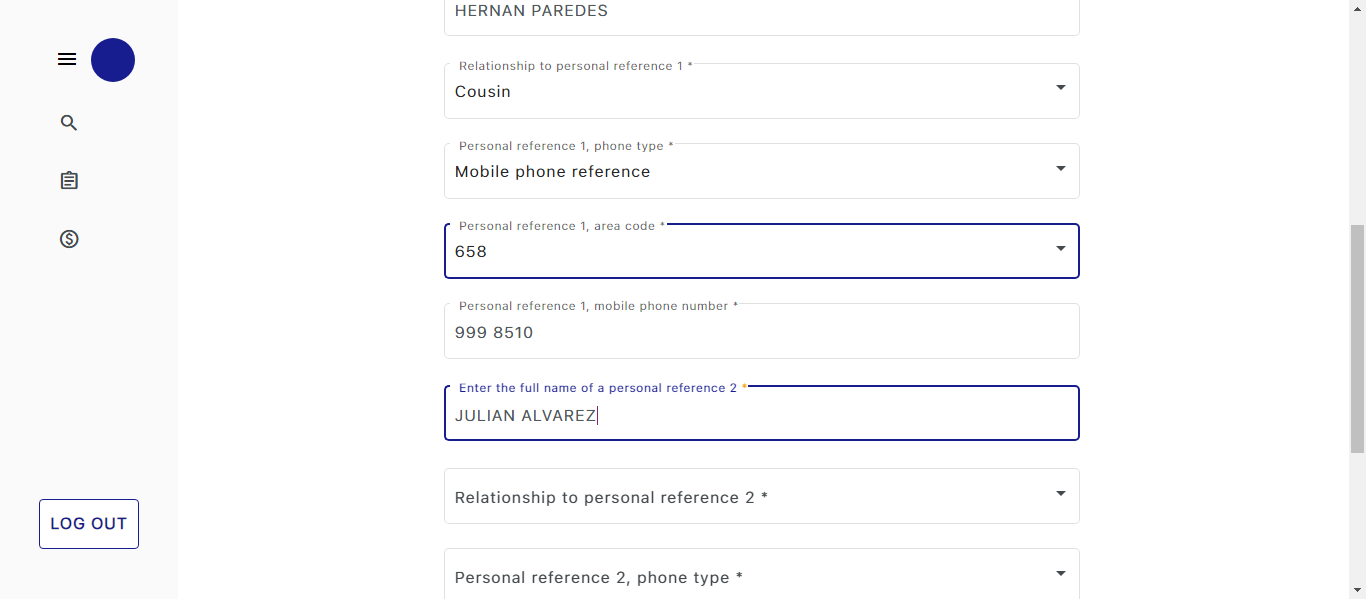 HERNAN PAREDES
Relationship to personal reference 1 *
Cousin
Personal reference 1, phone type *
Mobile phone reference
Personal reference 1, area code *
658
Personal reference 1, mobile phone number *
999 8510
Enter the full name of a personal reference 2 *
JULIAN ALVAREZ
Relationship to personal reference 2 *
Personal reference 2, phone type *
LOG OUT